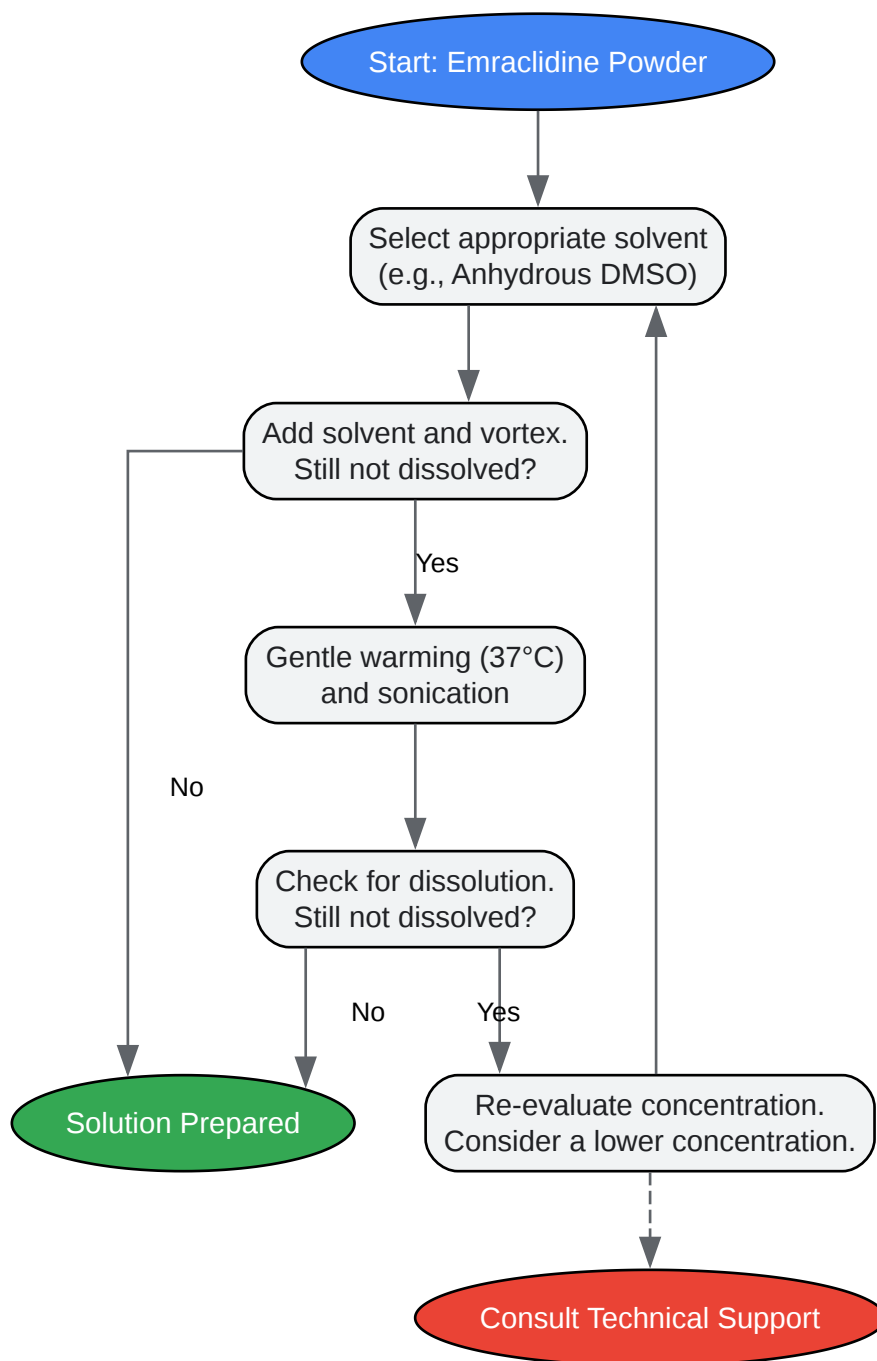 Start: Emraclidine Powder
Select appropriate solvent
(e.g., Anhydrous DMSO)
Add solvent and vortex.
Still not dissolved?
Yes
Gentle warming (37°C)
and sonication
No
Check for dissolution.
Still not dissolved?
No
Yes
Solution Prepared
Re-evaluate concentration.
Consider a lower concentration.
Consult Technical Support